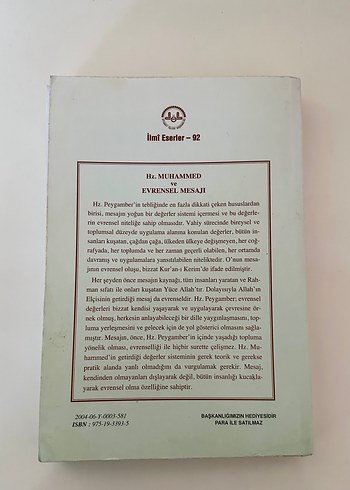 İlmî Eserler – 92
Hz. MUHAMMED
ve
EVRENSEL MESAJI
Hz. Peygamber'in tebliğinde en fazla dikkati çeken hususlardan
birisi, mesajın yoğun bir değerler sistemi içermesi ve bu değerle-
rin evrensel niteliğe sahip olmasıdır. Vahiy sürecinde bireysel ve
toplumsal düzeyde uygulama alanına konulan değerler, bütün in-
sanları kuşatan, çağdan çağa, ülkeden ülkeye değişmeyen, her coğ-
rafyada, her toplumda ve her zaman geçerli olabilen, her ortamda
davranış ve uygulamalara yansıtılabilen niteliktedir. O'nun mesa-
jının evrensel oluşu, bizzat Kur'an-ı Kerim'de ifade edilmiştir.
Her şeyden önce mesajın kaynağı, tüm insanları yaratan ve Rah-
man sıfatı ile onları kuşatan Yüce Allah'tır. Dolayısıyla Allah'ın
Elçisinin getirdiği mesaj da evrenseldir. Hz. Peygamber; evrensel
değerleri bizzat kendisi yaşayarak ve uygulayarak çevresine ör-
nek olmuş, herkesin anlayabileceği bir dille yaygınlaşmasını, top-
luma yerleşmesini ve gelecek için de yol gösterici olmasını sağla-
mıştır. Mesajın, önce, Hz. Peygamber'in içinde yaşadığı topluma
yönelik olması, evrenselliği ile hiçbir surette çelişmez. Hz. Mu-
hammed'in getirdiği değerler sisteminin gerek teorik ve gerekse
pratik alanda yanlı olmadığını da vurgulamak gerekir. Mesaj,
kendinden olmayanları dışlayarak değil, bütün insanlığı kucakla-
yarak evrensel olma özelliğine sahiptir.
2004-06-Y-0003-581
ISBN : 975-19-3393-5
BAŞKANLIĞIMIZIN HEDİYESİDİR
PARA İLE SATILMAZ